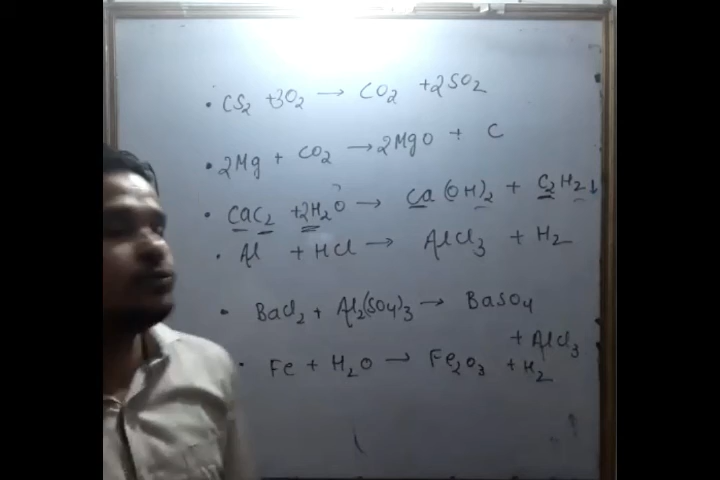 • CS₂ + 3O₂ → CO₂ + 2SO₂
• 2Mg + CO₂ → 2MgO + C
• CaC₂ + 2H₂O → Ca(OH)₂ + C₂H₂↓
• Al + HCl → AlCl₃ + H₂
• BaCl₂ + Al₂(SO₄)₃ → BaSO₄
+ AlCl₃
• Fe + H₂O → Fe₂O₃ + H₂